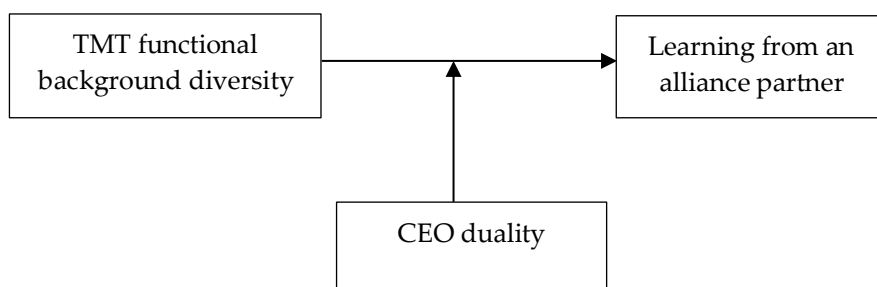 TMT functional
background diversity
Learning from an
alliance partner
CEO duality